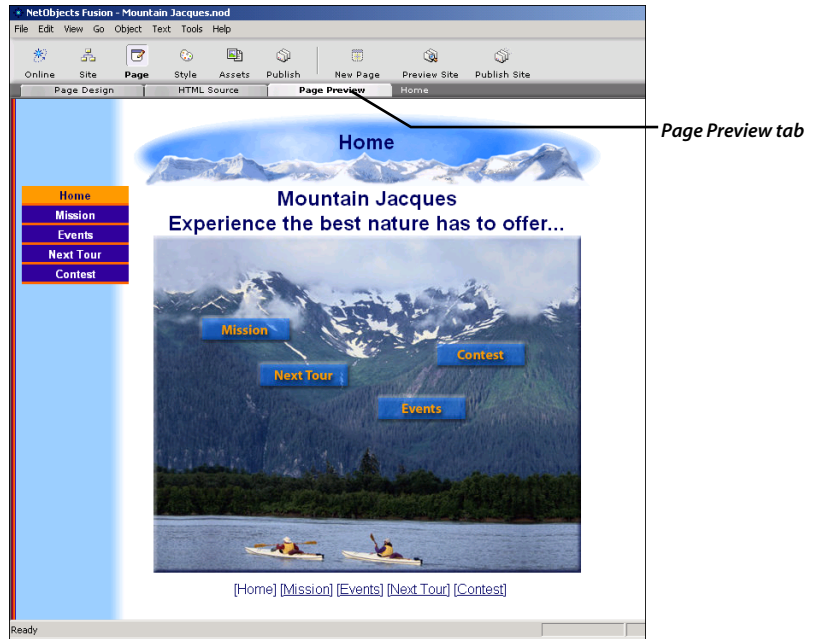 NetObjects Fusion - Mountain Jacques.nod
File Edit View Go Object Text Tools Help
Online Site Page Style Assets Publish New Page Preview Site Publish Site
Page Design HTML Source Page Preview Home
Page Preview tab
Home
Home
Mission
Events
Next Tour
Contest
Mountain Jacques
Experience the best nature has to offer...
Mission
Contest
Next Tour
Events
[Home] [Mission] [Events] [Next Tour] [Contest]
Ready